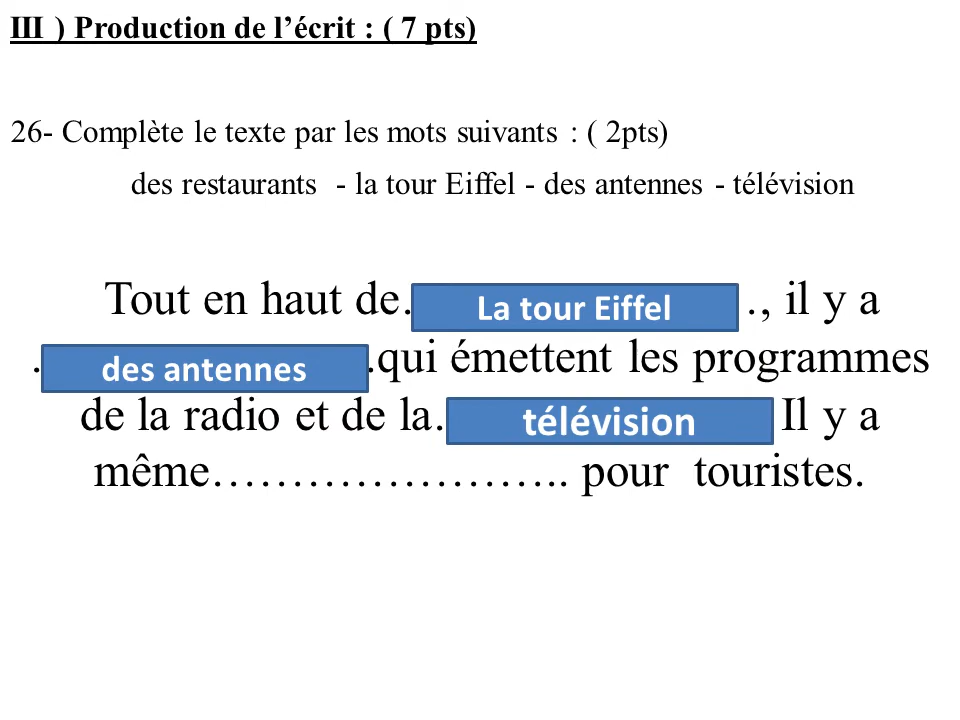 III ) Production de l’écrit : ( 7 pts)
26- Complète le texte par les mots suivants : ( 2pts)
des restaurants - la tour Eiffel - des antennes - télévision
Tout en haut de. La tour Eiffel ., il y a
. des antennes .qui émettent les programmes
de la radio et de la. télévision Il y a
même…………………….. pour touristes.